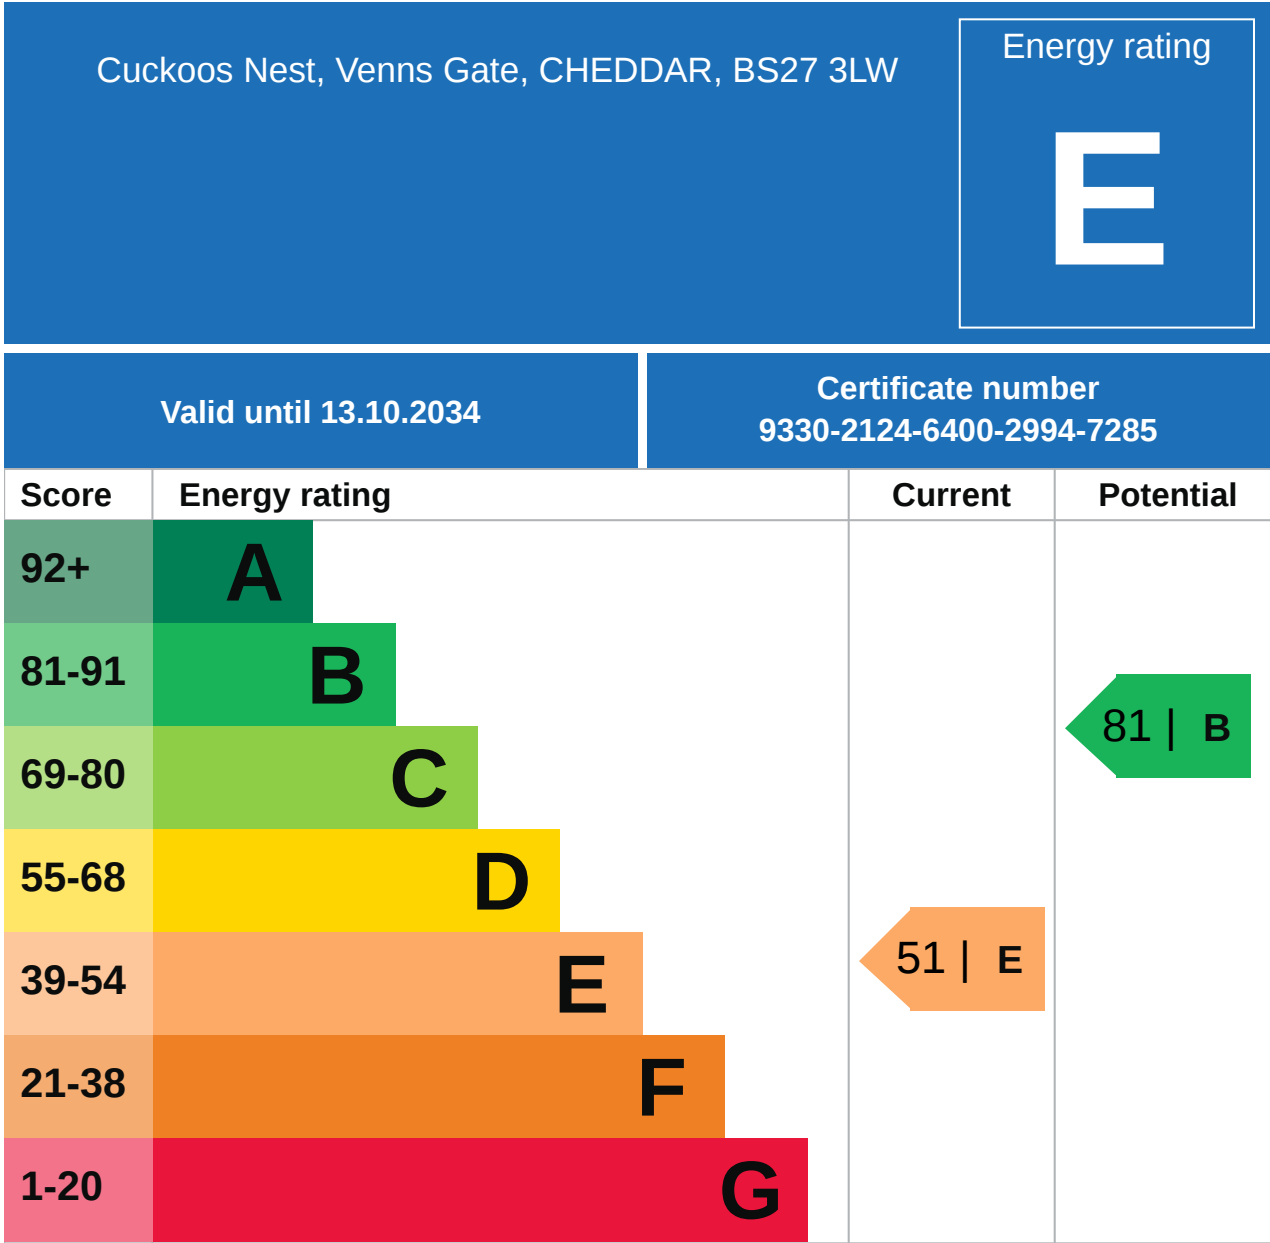 Cuckoos Nest, Venns Gate, CHEDDAR, BS27 3LW
Energy rating
E
Valid until 13.10.2034
Certificate number
9330-2124-6400-2994-7285
Score Energy rating Current Potential
92+ A
81-91 B
81 | B
69-80 C
55-68 D
39-54 E
51 | E
21-38 F
1-20 G